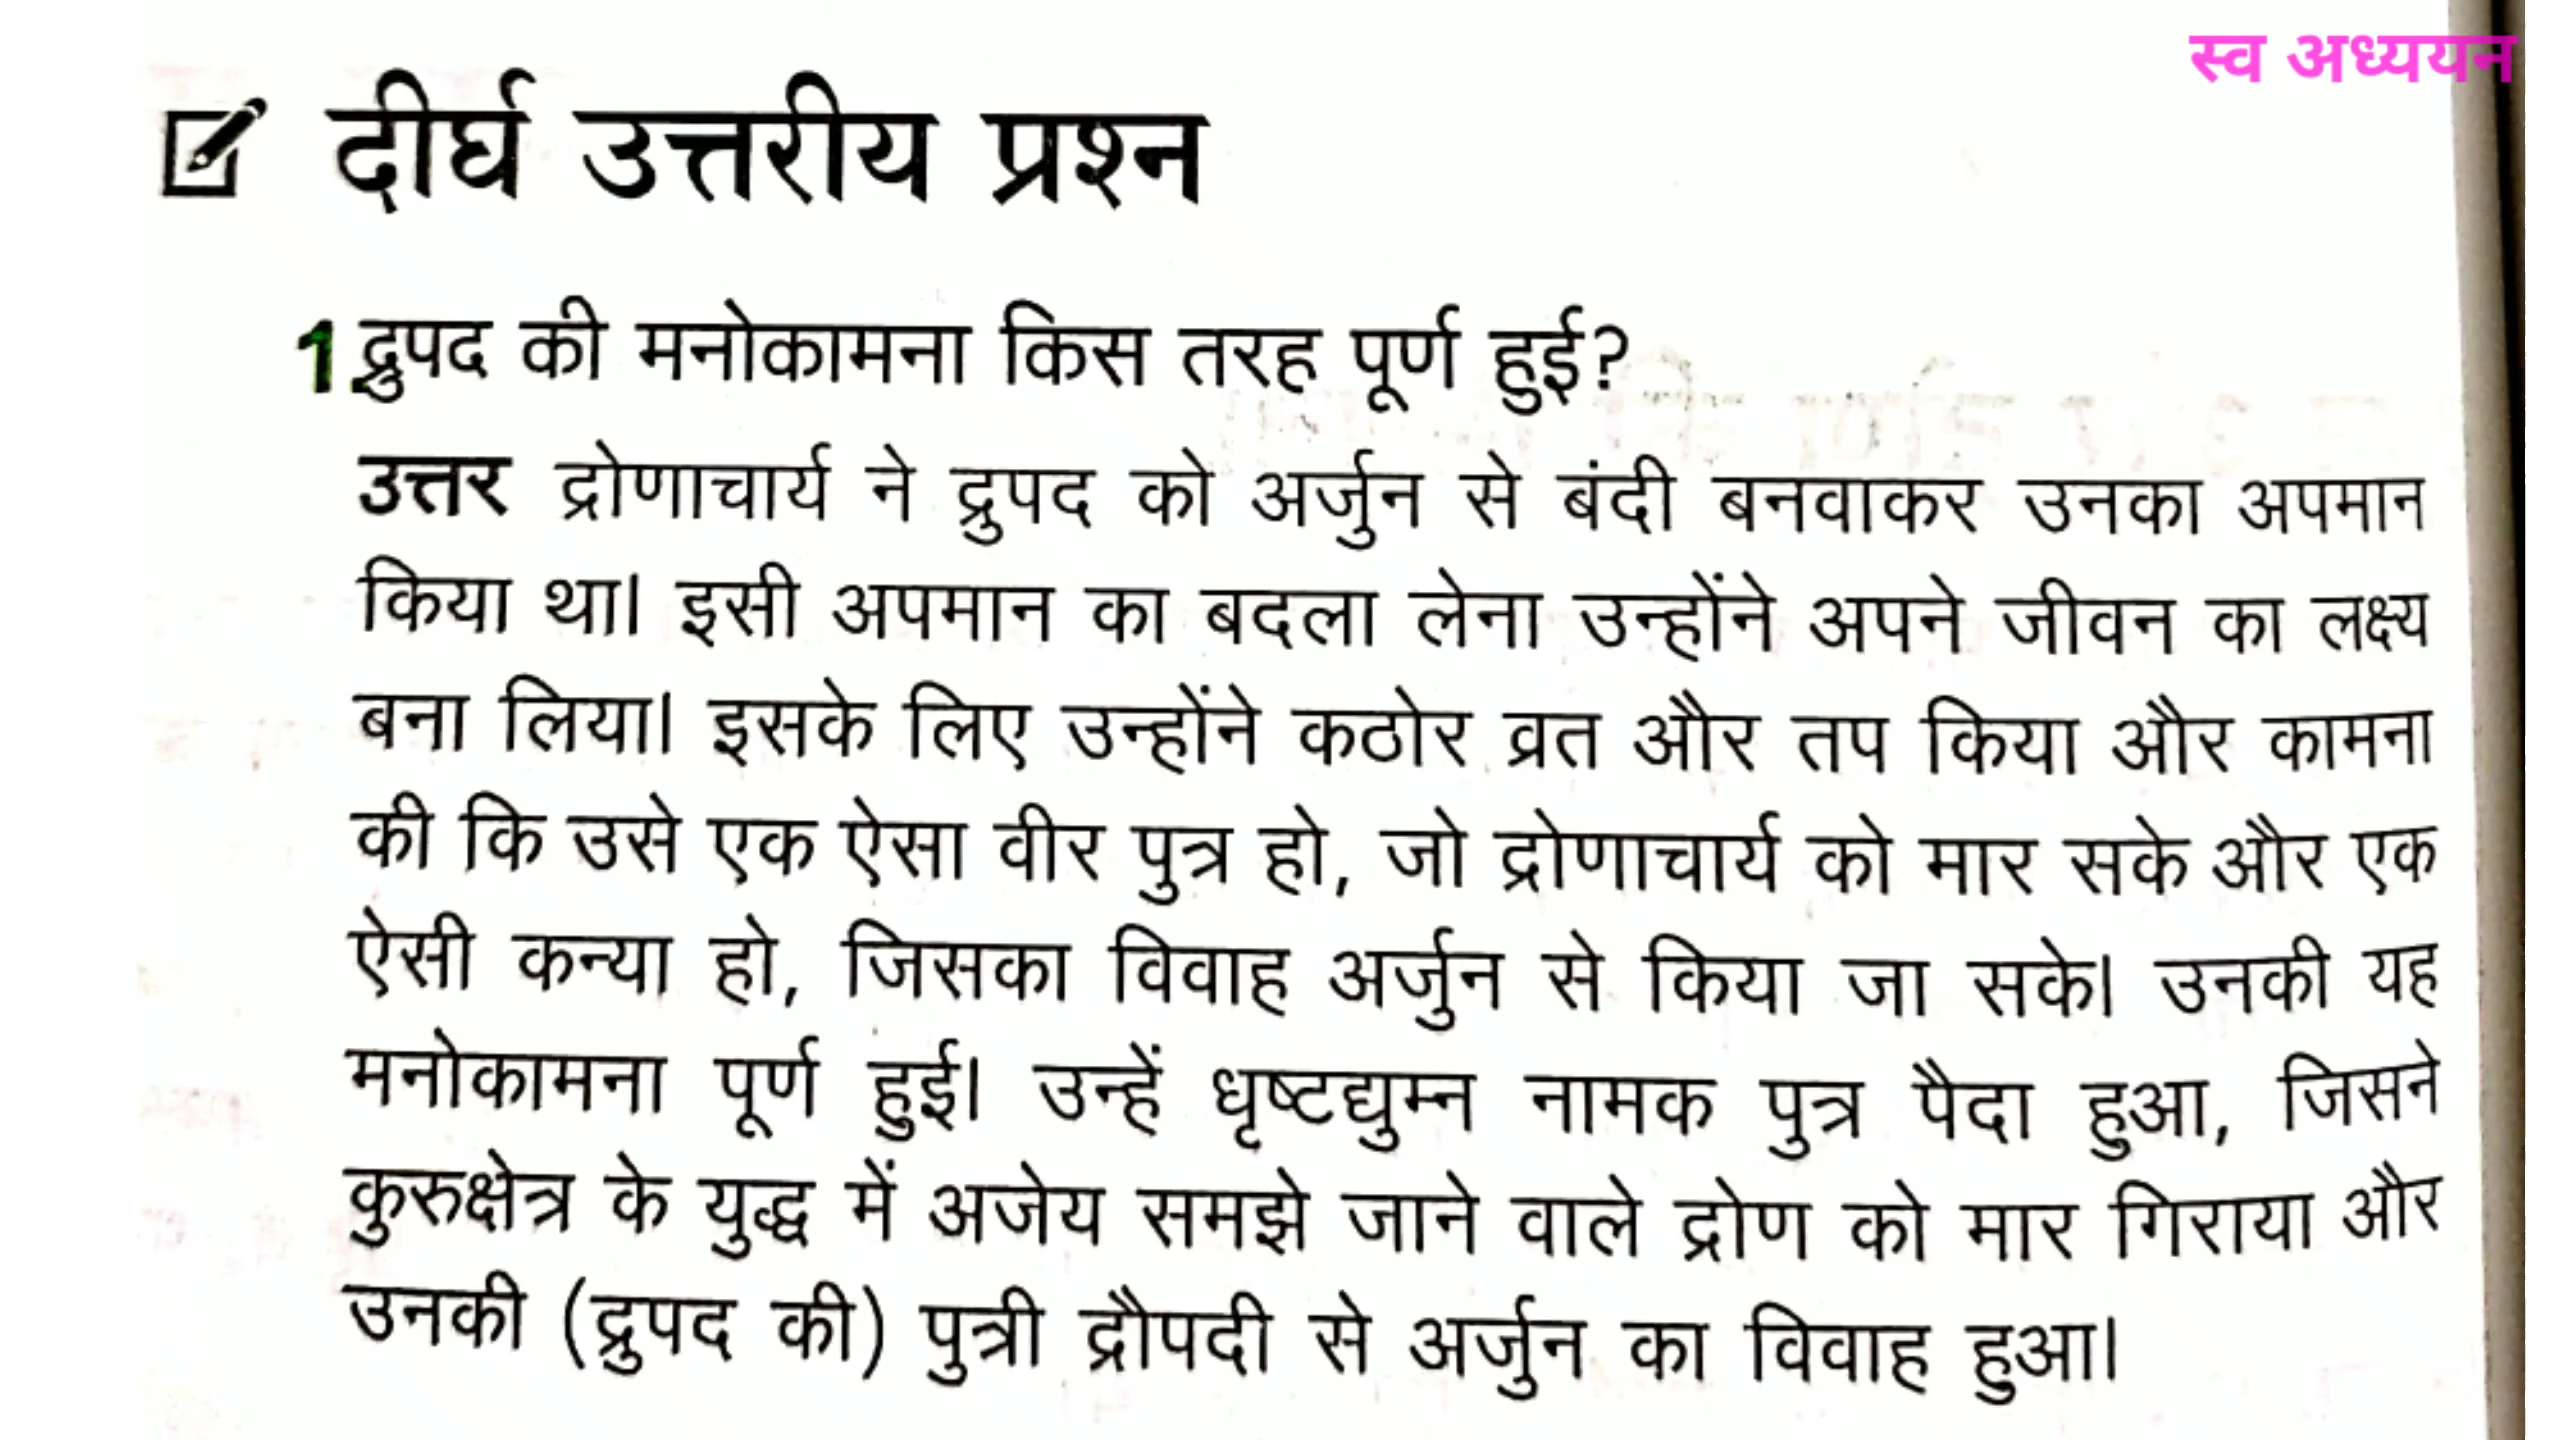 स्व अध्ययन
दीर्घ उत्तरीय प्रश्न
1.द्रुपद की मनोकामना किस तरह पूर्ण हुई?
उत्तर द्रोणाचार्य ने द्रुपद को अर्जुन से बंदी बनवाकर उनका अपमान
किया था। इसी अपमान का बदला लेना उन्होंने अपने जीवन का लक्ष्य
बना लिया। इसके लिए उन्होंने कठोर व्रत और तप किया और कामना
की कि उसे एक ऐसा वीर पुत्र हो, जो द्रोणाचार्य को मार सके और एक
ऐसी कन्या हो, जिसका विवाह अर्जुन से किया जा सके। उनकी यह
मनोकामना पूर्ण हुई। उन्हें धृष्टद्युम्न नामक पुत्र पैदा हुआ, जिसने
कुरुक्षेत्र के युद्ध में अजेय समझे जाने वाले द्रोण को मार गिराया और
उनकी (द्रुपद की) पुत्री द्रौपदी से अर्जुन का विवाह हुआ।